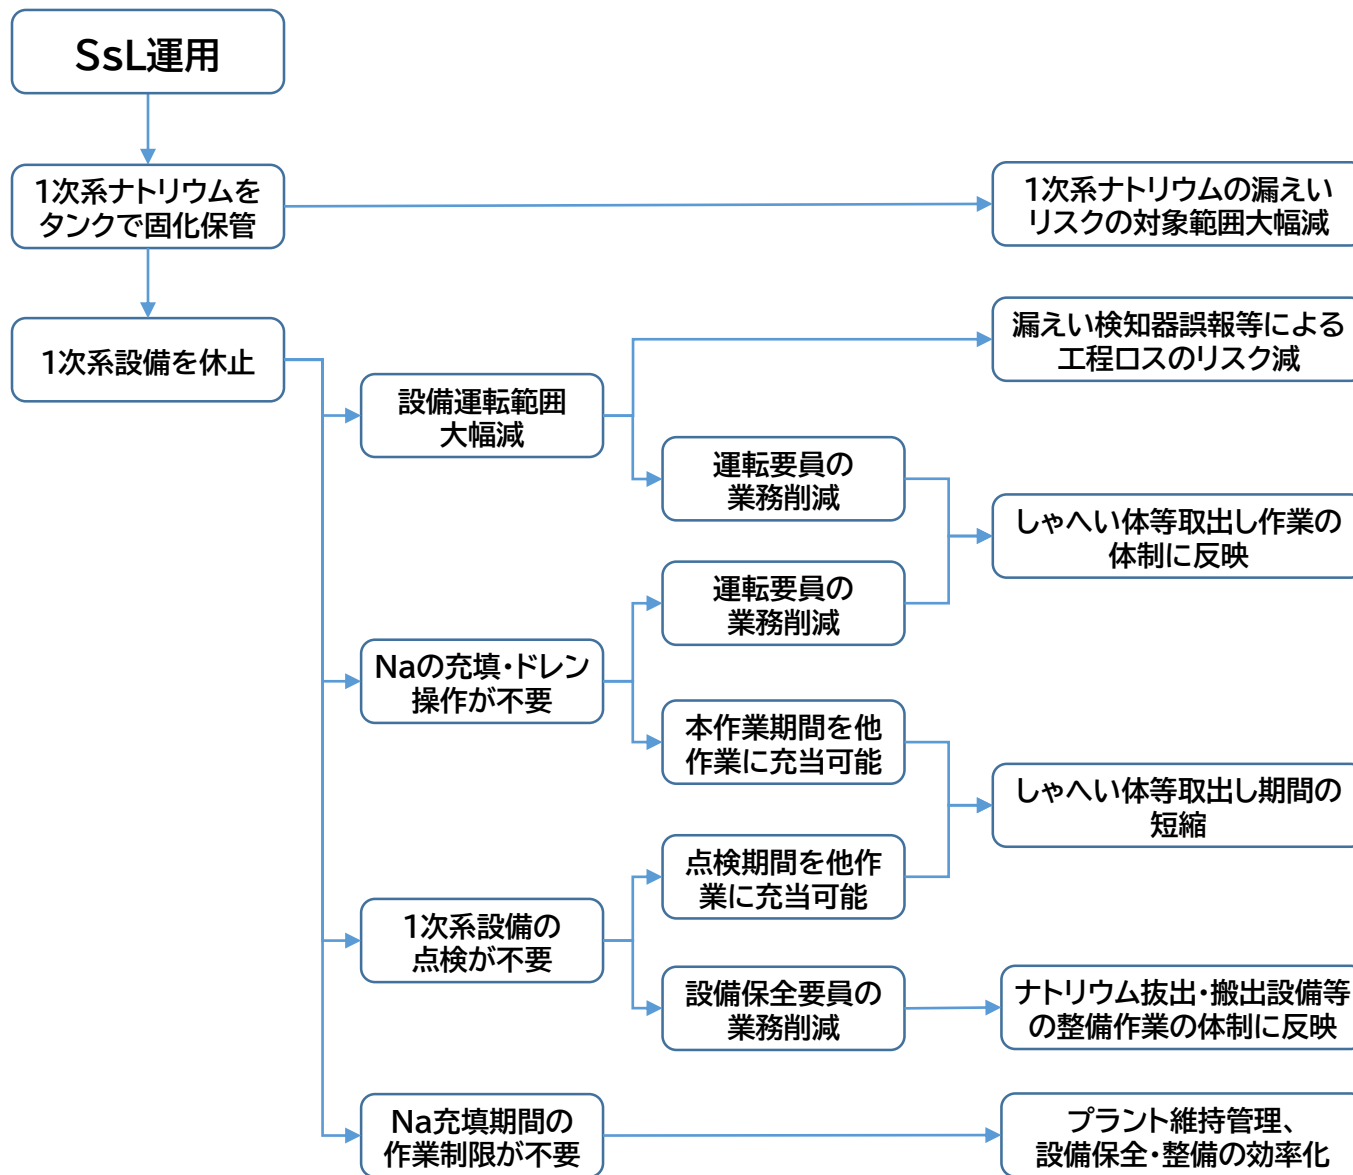 SsL運用
1次系ナトリウムを
タンクで固化保管
1次系ナトリウムの漏えい
リスクの対象範囲大幅減
1次系設備を休止
漏えい検知器誤報等による
工程ロスのリスク減
設備運転範囲
大幅減
運転要員の
業務削減
しゃへい体等取出し作業の
体制に反映
運転要員の
業務削減
Naの充填・ドレン
操作が不要
本作業期間を他
作業に充当可能
しゃへい体等取出し期間の
短縮
点検期間を他作
業に充当可能
1次系設備の
点検が不要
設備保全要員の
業務削減
ナトリウム抜出・搬出設備等
の整備作業の体制に反映
Na充填期間の
作業制限が不要
プラント維持管理、
設備保全・整備の効率化